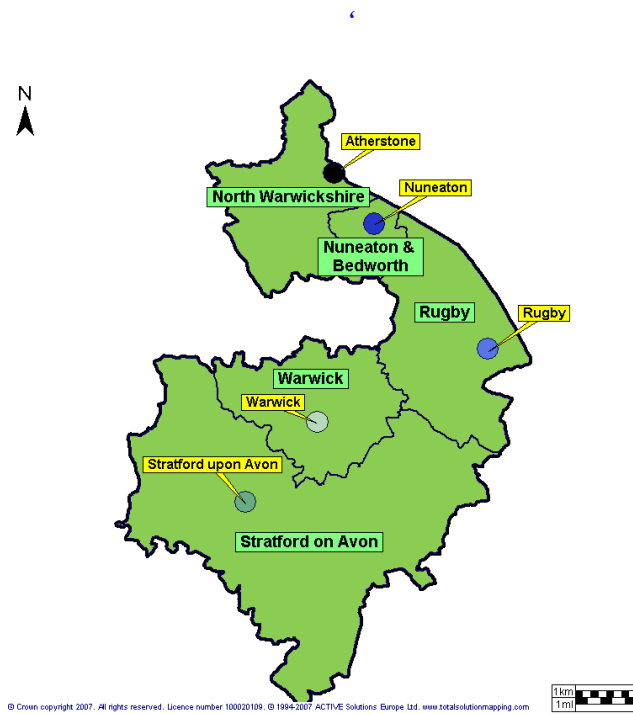 ‘
N
Atherstone
Nuneaton
North Warwickshire
Nuneaton &
Bedworth
Rugby
Rugby
Warwick
Warwick
Stratford upon Avon
Stratford on Avon
1km
1ml
© Crown copyright 2007. All rights reserved. Licence number 100020109. © 1994-2007 ACTIVE Solutions Europe Ltd. www.totalsolutionmapping.com